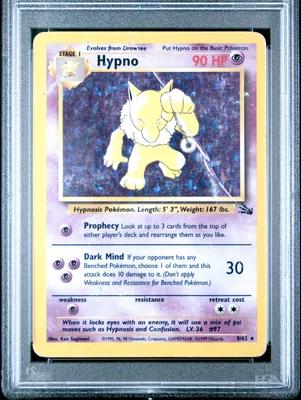 Evolves from Drowzee
Put Hypno on the Basic Pokémon
STAGE 1
Hypno
90 HP
Hypnosis Pokémon. Length: 5' 3", Weight: 167 lbs.
Prophecy Look at up to 3 cards from the top of
either player's deck and rearrange them as you like.
Dark Mind If your opponent has any
Benched Pokémon, choose 1 of them and this
attack does 10 damage to it. (Don't apply
Weakness and Resistance for Benched Pokémon.)
30
weakness
resistance
retreat cost
When it locks eyes with an enemy, it will use a mix of psi
moves such as Hypnosis and Confusion. LV. 36 #97
Illus. Ken Sugimori
©1995, 96, 98 Nintendo, Creatures, GAMEFREAK. ©1999 Wizards.
8/62